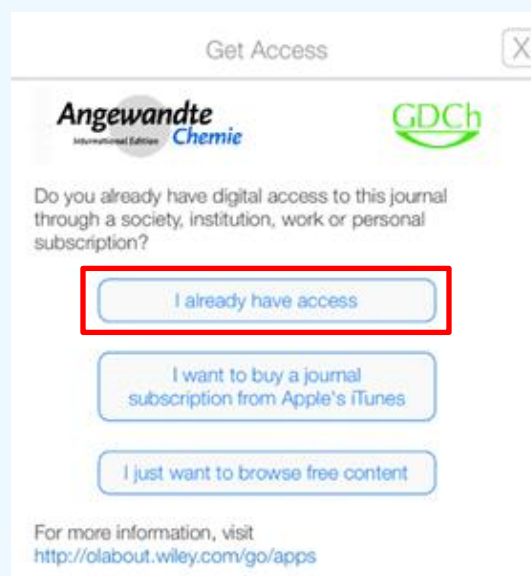 Get Access
X
Angewandte
International Edition Chemie
GDCh
Do you already have digital access to this journal
through a society, institution, work or personal
subscription?
I already have access
I want to buy a journal
subscription from Apple's iTunes
I just want to browse free content
For more information, visit
http://olabout.wiley.com/go/apps